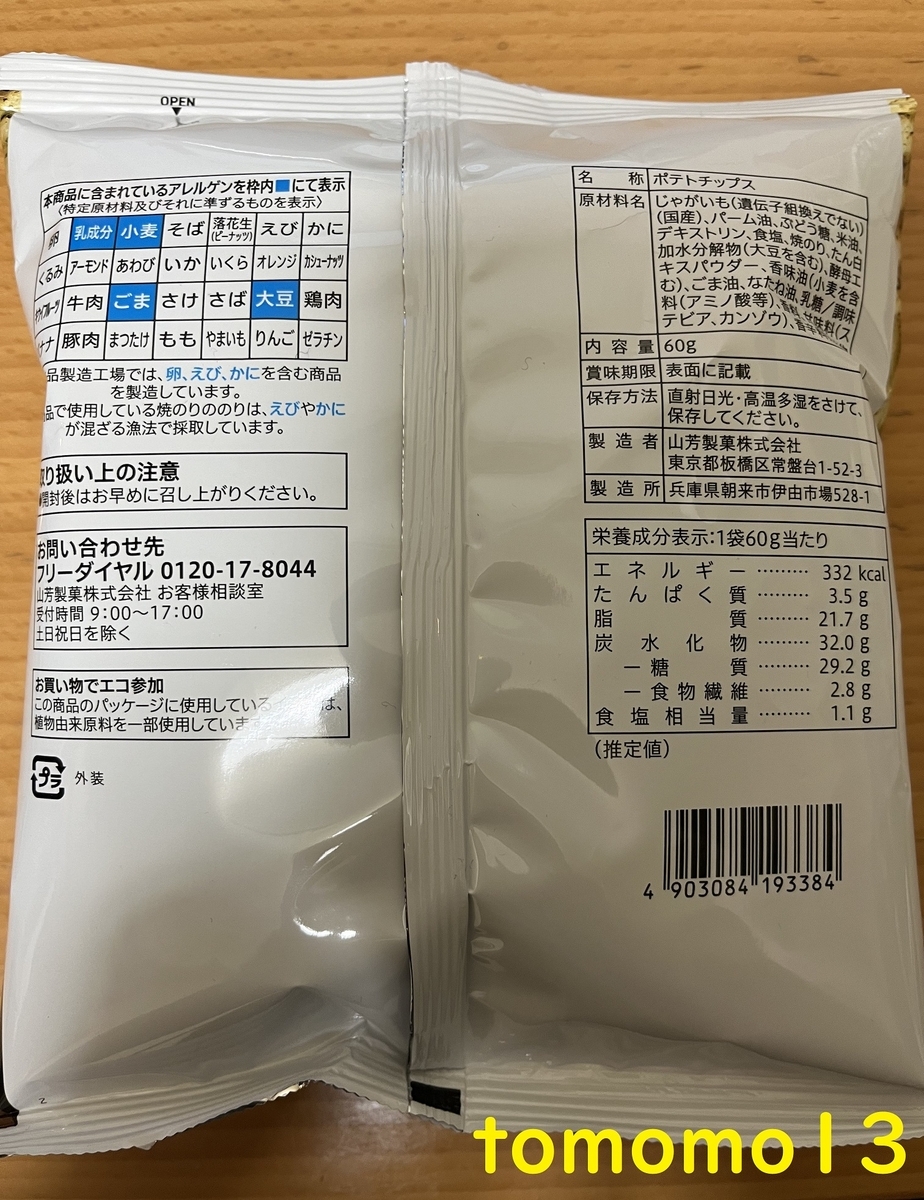 OPEN
本商品に含まれているアレルゲンを枠内■にて表示
〈特定原材料及びそれに準ずるものを表示〉
卵 乳成分 小麦 そば 落花生(ピーナッツ) えび かに
くるみ アーモンド あわび いか いくら オレンジ カシューナッツ
牛肉 ごま さけ さば 大豆 鶏肉
ナナ 豚肉 まつたけ もも やまいも りんご ゼラチン
品製造工場では、卵、えび、かにを含む商品
を製造しています。
品で使用している焼のりののりは、えびやかに
が混ざる漁法で採取しています。
取り扱い上の注意
開封後はお早めに召し上がりください。
お問い合わせ先
フリーダイヤル 0120-17-8044
山芳製菓株式会社 お客様相談室
受付時間 9:00〜17:00
土日祝日を除く
お買い物でエコ参加
この商品のパッケージに使用している は、
植物由来原料を一部使用していま
プラ 外装
名称 ポテトチップス
原材料名 じゃがいも(遺伝子組換えでない)
(国産)、パーム油、ぶどう糖、米油、
デキストリン、食塩、焼のり、たん白
加水分解物(大豆を含む)、酵母エ
キスパウダー、香味油(小麦を含
む)、ごま油、なたね油、乳糖/調味
料(アミノ酸等)、香料、甘味料(ス
テビア、カンゾウ)、
内容量 60g
賞味期限 表面に記載
保存方法 直射日光・高温多湿をさけて、
保存してください。
製造者 山芳製菓株式会社
東京都板橋区常盤台1-52-3
製造所 兵庫県朝来市伊由市場528-1
栄養成分表示:1袋60g当たり
エネルギー ……… 332 kcal
たんぱく質 ……… 3.5 g
脂質 ……… 21.7 g
炭水化物 ……… 32.0 g
ー糖質 ……… 29.2 g
ー食物繊維 ……… 2.8 g
食塩相当量 ……… 1.1 g
(推定値)
4 903084 193384
tomomo13